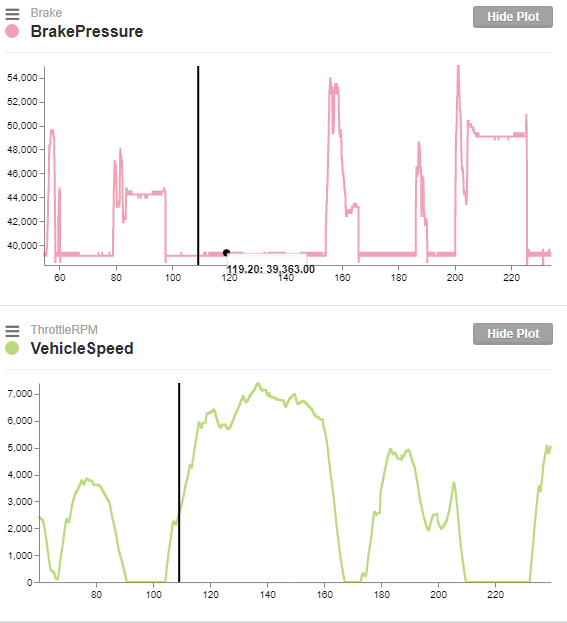 Brake
Hide Plot
BrakePressure
54,000
52,000
50,000
48,000
46,000
44,000
42,000
40,000
119.20: 39,363.00
60 80 100 120 140 160 180 200 220
ThrottleRPM
Hide Plot
VehicleSpeed
7,000
6,000
5,000
4,000
3,000
2,000
1,000
0
80 100 120 140 160 180 200 220